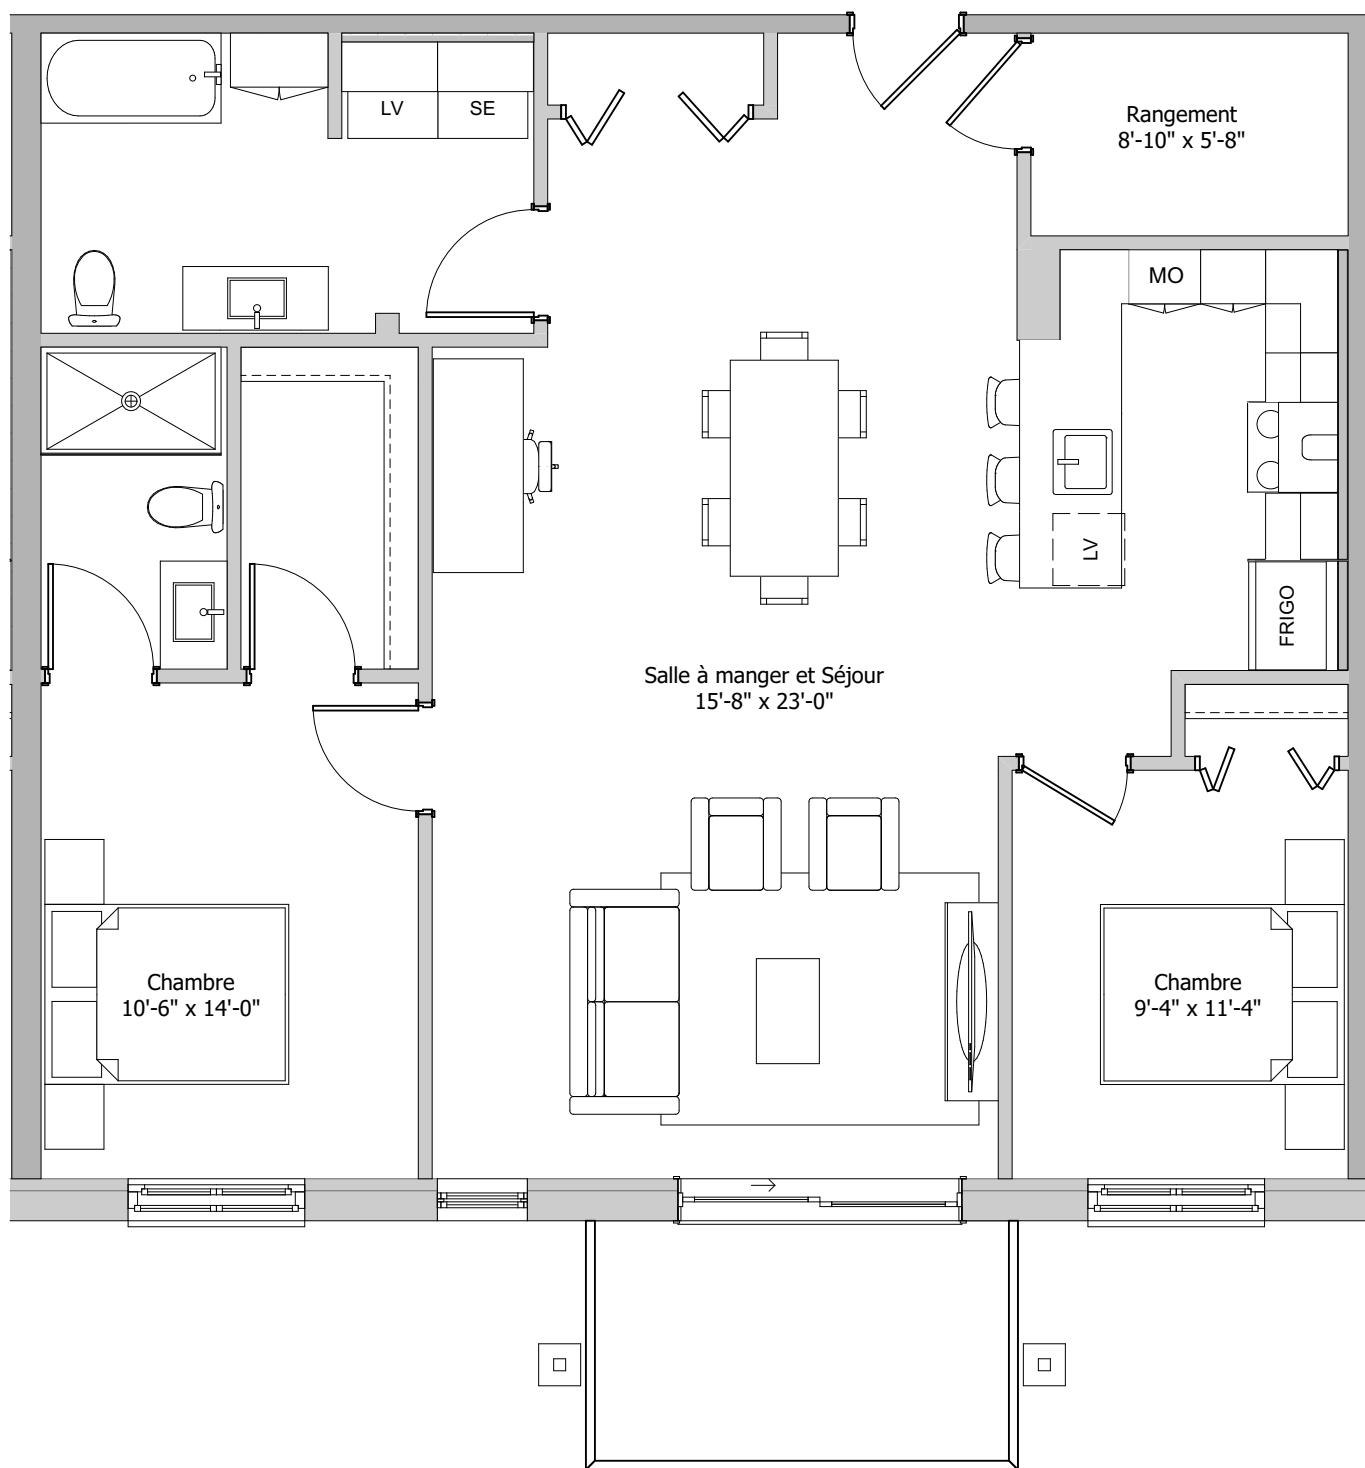 LV
SE
Rangement
8'-10" x 5'-8"
MO
LV
FRIGO
Salle à manger et Séjour
15'-8" x 23'-0"
Chambre
10'-6" x 14'-0"
Chambre
9'-4" x 11'-4"